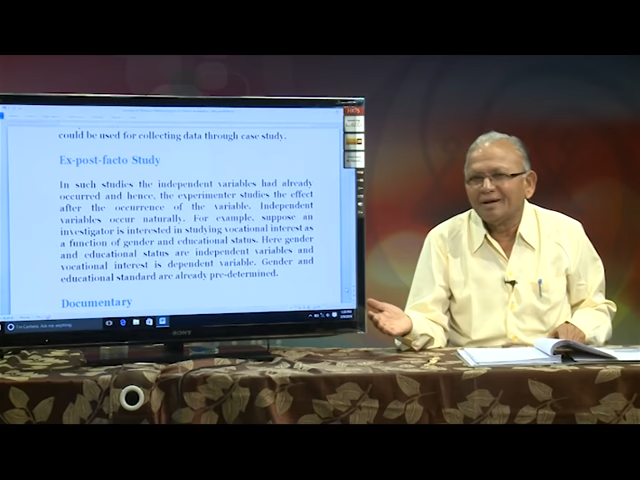 could be used for collecting data through case study.
Ex-post-facto Study
In such studies the independent variables had already
occurred and hence, the experimenter studies the effect
after the occurrence of the variable. Independent
variables occur naturally. For example, suppose an
investigator is interested in studying vocational interest as
a function of gender and educational status. Here gender
and educational status are independent variables and
vocational interest is dependent variable. Gender and
educational standard are already pre-determined.
Documentary
I'm Cortana. Ask me anything
SONY